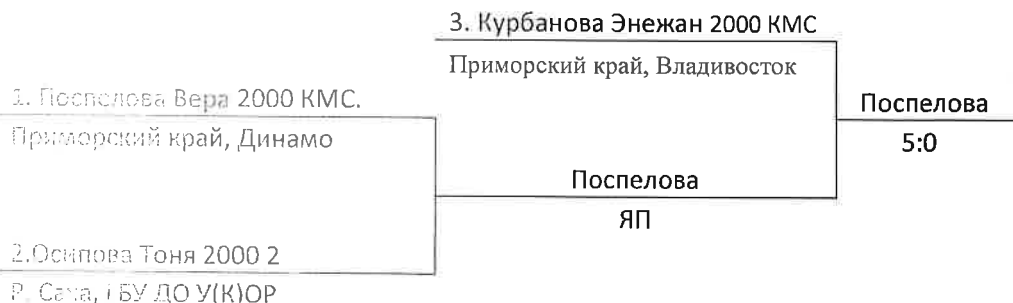 3. Курбанова Энежан 2000 КМС
Приморский край, Владивосток
1. Поспелова Вера 2000 КМС.
Приморский край, Динамо
Поспелова
5:0
Поспелова
ЯП
2.Осипова Тоня 2000 2
Р. Саха, БУ ДО У(К)ОР